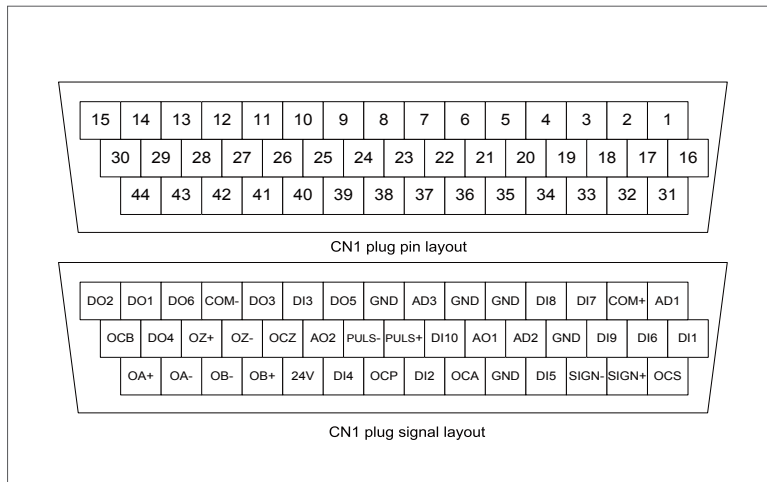 15 14 13 12 11 10 9 8 7 6 5 4 3 2 1
30 29 28 27 26 25 24 23 22 21 20 19 18 17 16
44 43 42 41 40 39 38 37 36 35 34 33 32 31
CN1 plug pin layout
DO2 DO1 DO6 COM- DO3 DI3 DO5 GND AD3 GND GND DI8 DI7 COM+ AD1
OCB DO4 OZ+ OZ- OCZ AO2 PULS- PULS+ DI10 AO1 AD2 GND DI9 DI6 DI1
OA+ OA- OB- OB+ 24V DI4 OCP DI2 OCA GND DI5 SIGN- SIGN+ OCS
CN1 plug signal layout